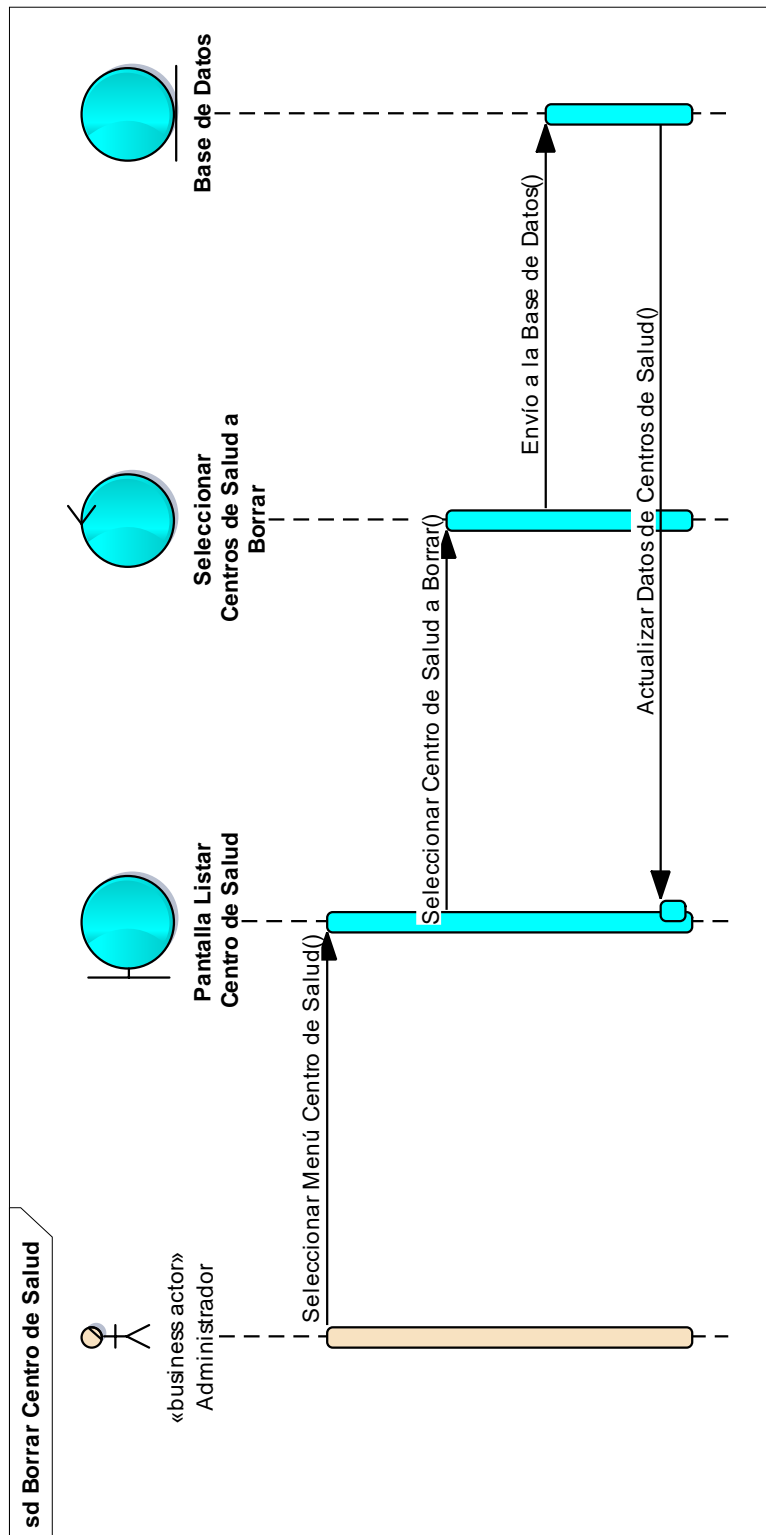 sd Borrar Centro de Salud
«business actor»
Administrador
Pantalla Listar
Centro de Salud
Seleccionar
Centros de Salud a
Borrar
Base de Datos
Seleccionar Menú Centro de Salud()
Seleccionar Centro de Salud a Borrar()
Envío a la Base de Datos()
Actualizar Datos de Centros de Salud()